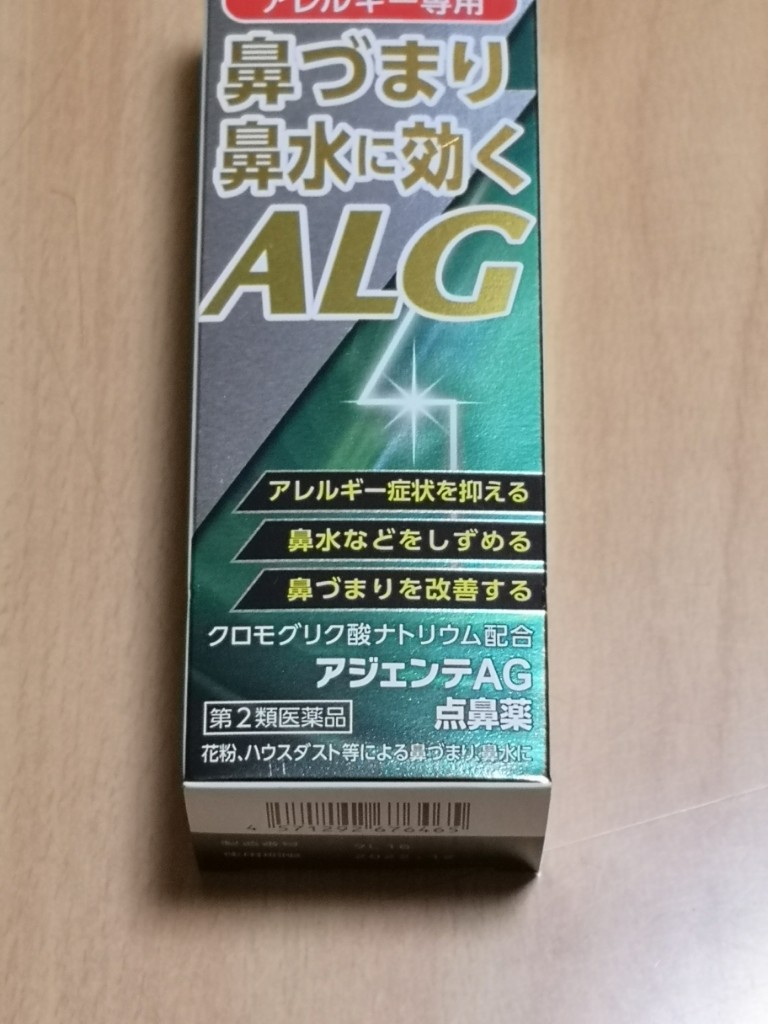 アレルギー専用
鼻づまり
鼻水に効く
ALG
アレルギー症状を抑える
鼻水などをしずめる
鼻づまりを改善する
クロモグリク酸ナトリウム配合
アジェンテAG
点鼻薬
第2類医薬品
花粉、ハウスダスト等による鼻づまり、鼻水に
4 571292 676465
9L16